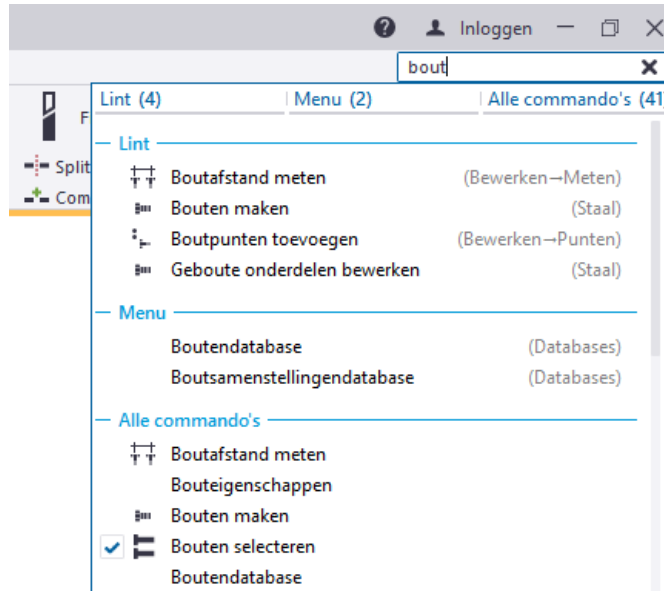 Inloggen
bout
Lint (4) Menu (2) Alle commando's (41)
F
Split
Com
Lint
Boutafstand meten (Bewerken→Meten)
Bouten maken (Staal)
Boutpunten toevoegen (Bewerken→Punten)
Geboute onderdelen bewerken (Staal)
Menu
Boutendatabase (Databases)
Boutsamenstellingendatabase (Databases)
Alle commando's
Boutafstand meten
Bouteigenschappen
Bouten maken
Bouten selecteren
Boutendatabase